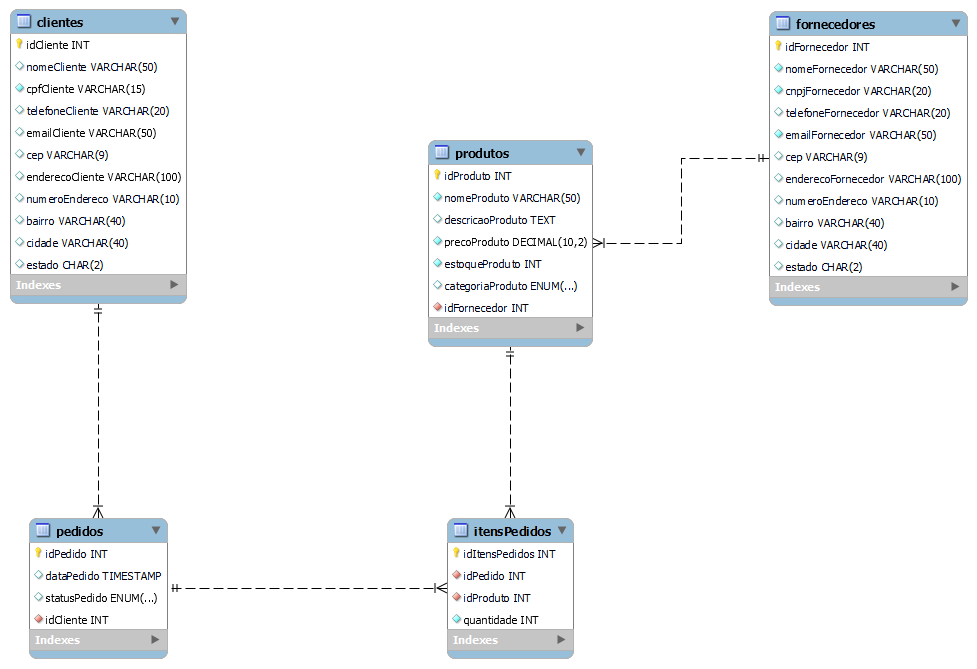 clientes
idCliente INT
nomeCliente VARCHAR(50)
cpfCliente VARCHAR(15)
telefoneCliente VARCHAR(20)
emailCliente VARCHAR(50)
cep VARCHAR(9)
enderecoCliente VARCHAR(100)
numeroEndereco VARCHAR(10)
bairro VARCHAR(40)
cidade VARCHAR(40)
estado CHAR(2)
Indexes
fornecedores
idFornecedor INT
nomeFornecedor VARCHAR(50)
cnpjFornecedor VARCHAR(20)
telefoneFornecedor VARCHAR(20)
emailFornecedor VARCHAR(50)
cep VARCHAR(9)
enderecoFornecedor VARCHAR(100)
numeroEndereco VARCHAR(10)
bairro VARCHAR(40)
cidade VARCHAR(40)
estado CHAR(2)
Indexes
produtos
idProduto INT
nomeProduto VARCHAR(50)
descricaoProduto TEXT
precoProduto DECIMAL(10,2)
estoqueProduto INT
categoriaProduto ENUM(...)
idFornecedor INT
Indexes
pedidos
idPedido INT
dataPedido TIMESTAMP
statusPedido ENUM(...)
idCliente INT
Indexes
itensPedidos
idItensPedidos INT
idPedido INT
idProduto INT
quantidade INT
Indexes